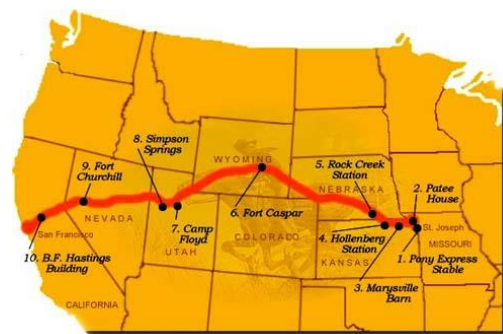 8. Simpson
Springs
9. Fort
Churchill
WYOMING
5. Rock Creek
Station
NEBRASKA
2. Patee
House
6. Fort Caspar
NEVADA
7. Camp
Floyd
UTAH
COLORADO
4. Hollenberg
Station
KANSAS
St. Joseph
MISSOURI
1. Pony Express
Stable
3. Marysville
Barn
San Francisco
10. B.F. Hastings
Building
CALIFORNIA